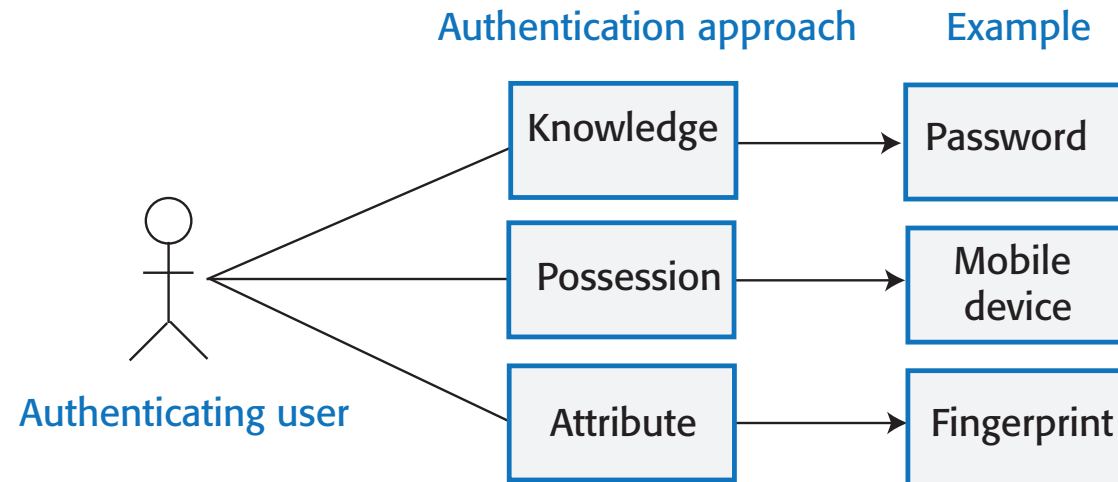 Authentication approach
Example
Knowledge
Password
Possession
Mobile
device
Authenticating user
Attribute
Fingerprint